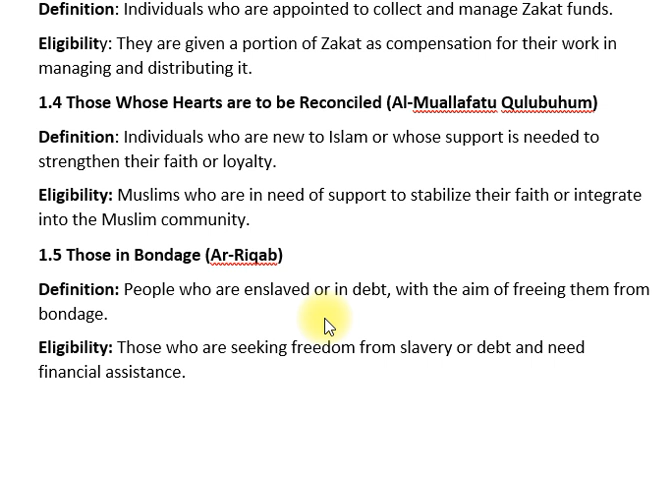 Definition: Individuals who are appointed to collect and manage Zakat funds.
Eligibility: They are given a portion of Zakat as compensation for their work in
managing and distributing it.
1.4 Those Whose Hearts are to be Reconciled (Al-Muallafatu Qulubuhum)
Definition: Individuals who are new to Islam or whose support is needed to
strengthen their faith or loyalty.
Eligibility: Muslims who are in need of support to stabilize their faith or integrate
into the Muslim community.
1.5 Those in Bondage (Ar-Riqab)
Definition: People who are enslaved or in debt, with the aim of freeing them from
bondage.
Eligibility: Those who are seeking freedom from slavery or debt and need
financial assistance.